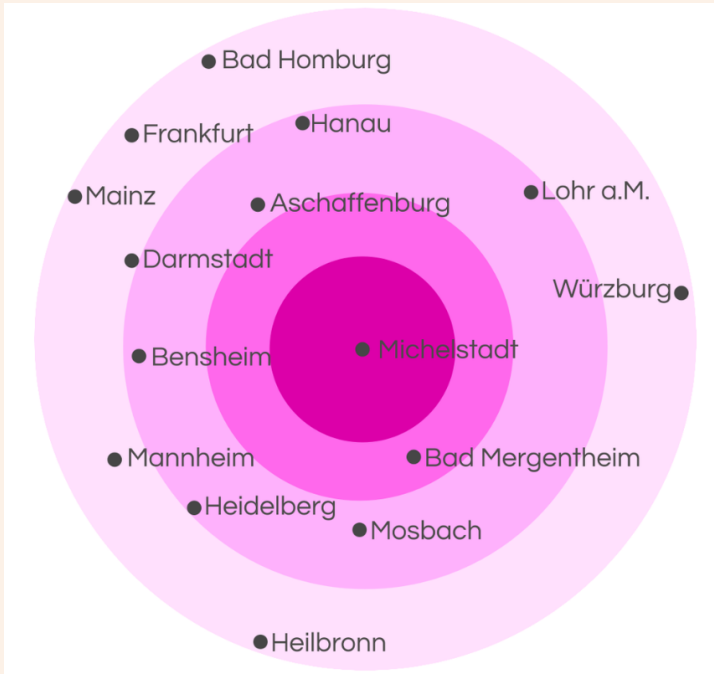 Bad Homburg
Hanau
Frankfurt
Lohr a.M.
Mainz
Aschaffenburg
Darmstadt
Würzburg
Michelstadt
Bensheim
Mannheim
Bad Mergentheim
Heidelberg
Mosbach
Heilbronn